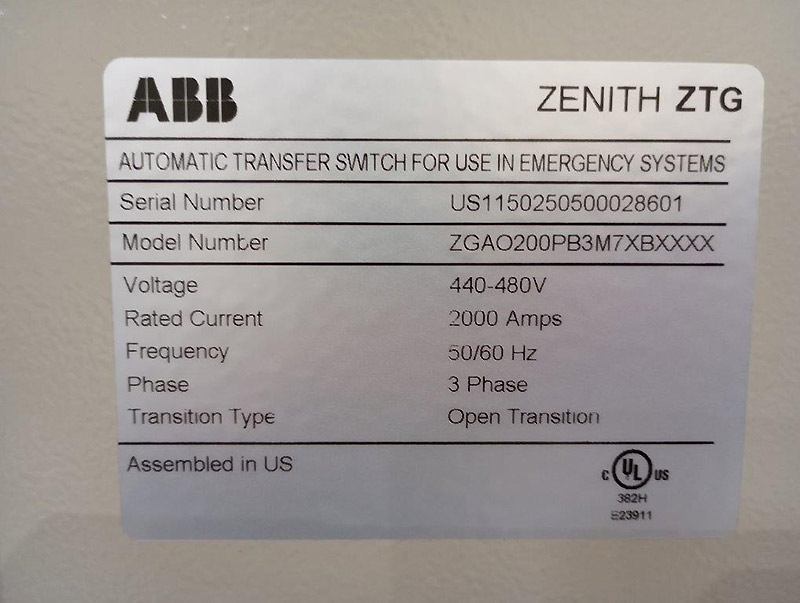 ABB
ZENITH ZTG
AUTOMATIC TRANSFER SWITCH FOR USE IN EMERGENCY SYSTEMS
Serial Number US1150250500028601
Model Number ZGAO200PB3M7XBXXXX
Voltage 440-480V
Rated Current 2000 Amps
Frequency 50/60 Hz
Phase 3 Phase
Transition Type Open Transition
Assembled in US
C UL US
382H
E23911